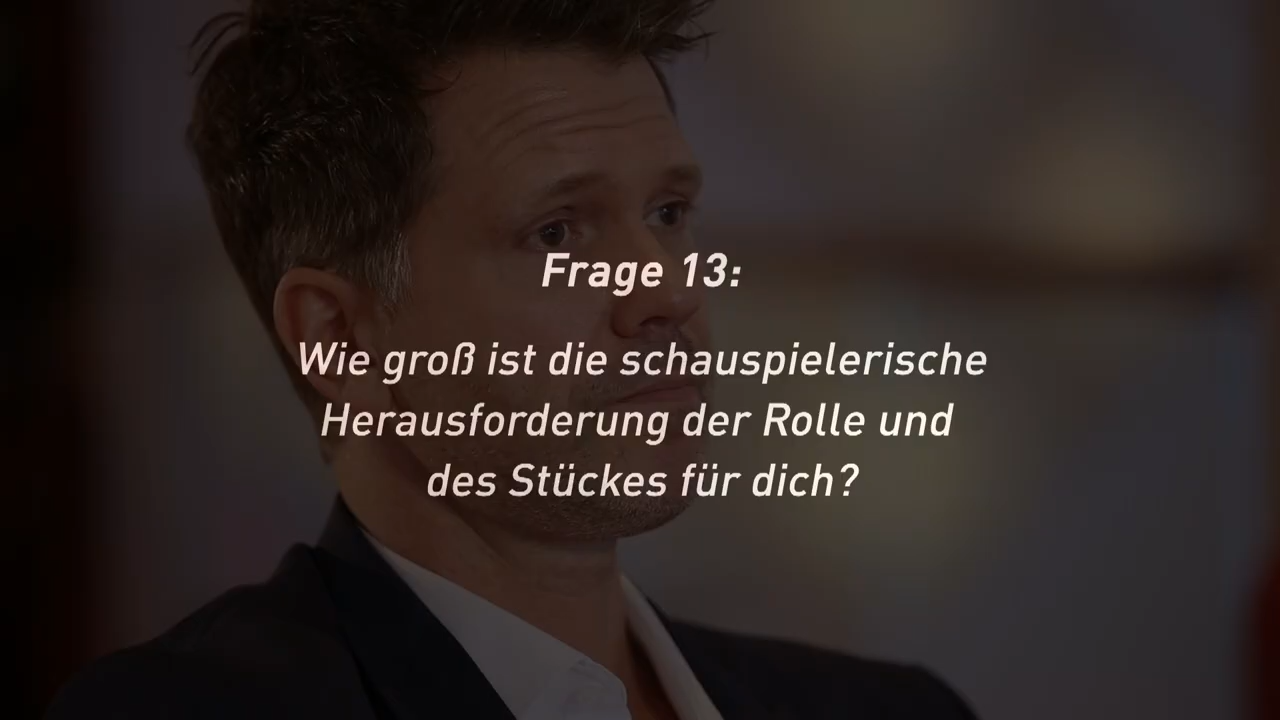 Frage 13:
Wie groß ist die schauspielerische
Herausforderung der Rolle und
des Stückes für dich?